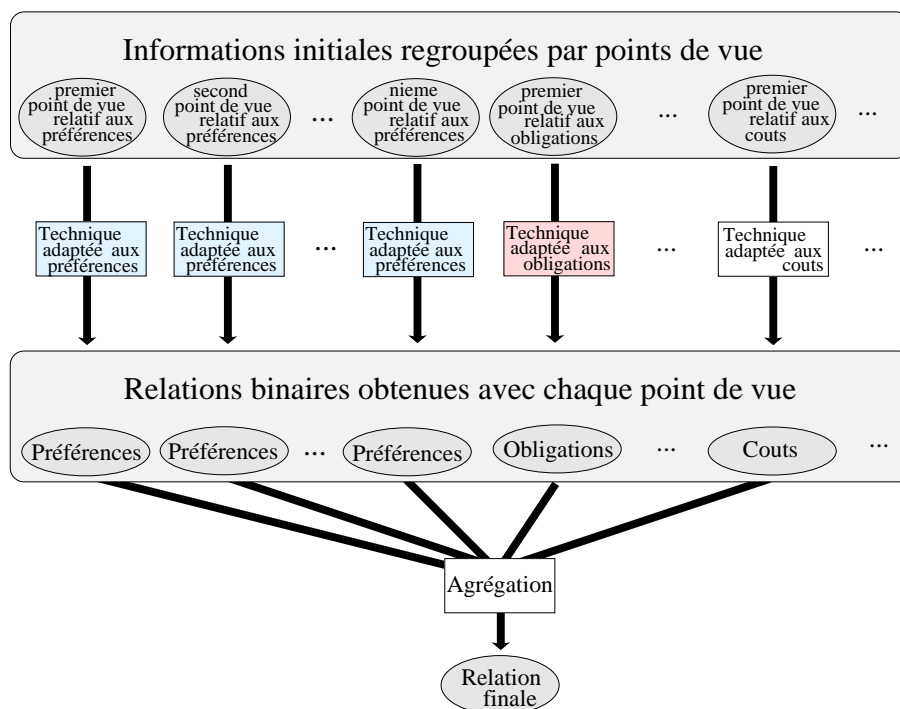 Informations initiales regroupées par points de vue
premier
point de vue
relatif aux
préférences
second
point de vue
relatif aux
préférences
...
nieme
point de vue
relatif aux
préférences
premier
point de vue
relatif aux
obligations
...
premier
point de vue
relatif aux
couts
...
Technique
adaptée aux
préférences
Technique
adaptée aux
préférences
...
Technique
adaptée aux
préférences
Technique
adaptée aux
obligations
...
Technique
adaptée aux
couts
...
Relations binaires obtenues avec chaque point de vue
Préférences
Préférences
...
Préférences
Obligations
...
Couts
...
Agrégation
Relation
finale